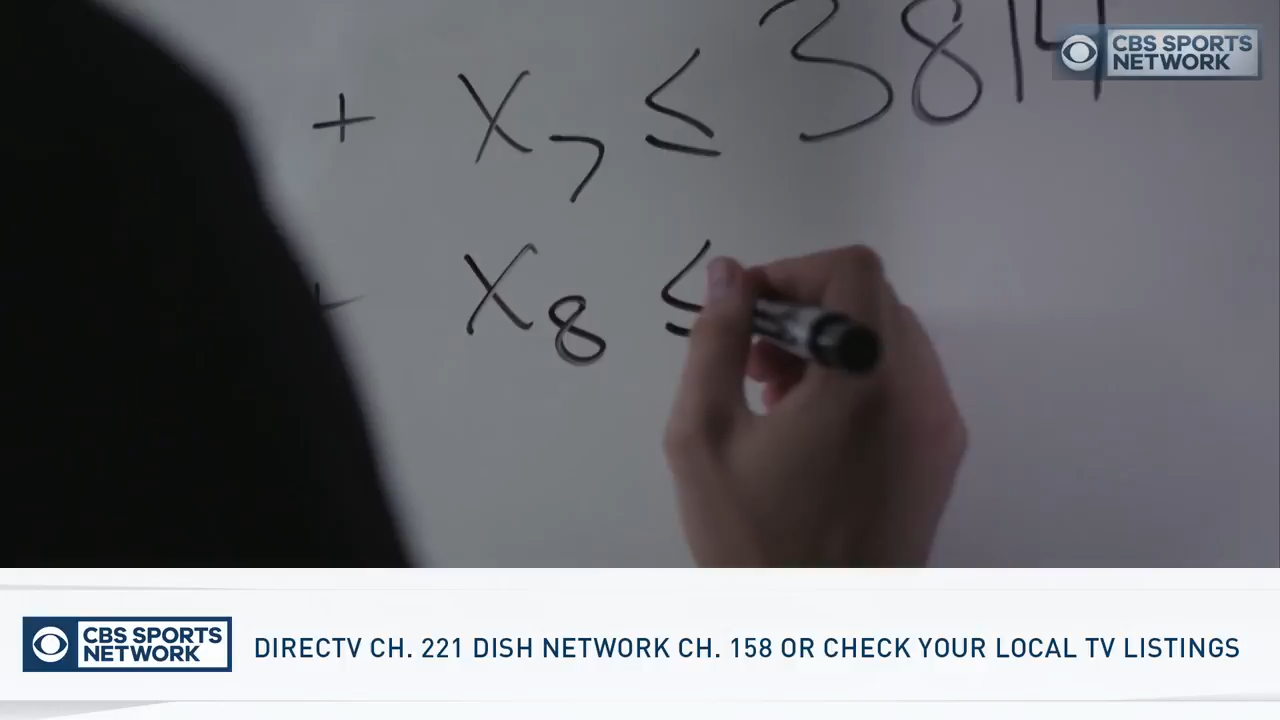 + X₇ ≤ 3814
CBS SPORTS
NETWORK
+ X₈ ≤
CBS SPORTS
NETWORK
DIRECTV CH. 221 DISH NETWORK CH. 158 OR CHECK YOUR LOCAL TV LISTINGS